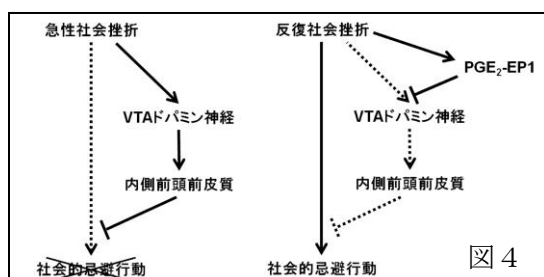 急性社会挫折
VTAドパミン神経
内側前頭前皮質
社会的忌避行動
反復社会挫折
PGE₂-EP1
VTAドパミン神経
内側前頭前皮質
社会的忌避行動
図4